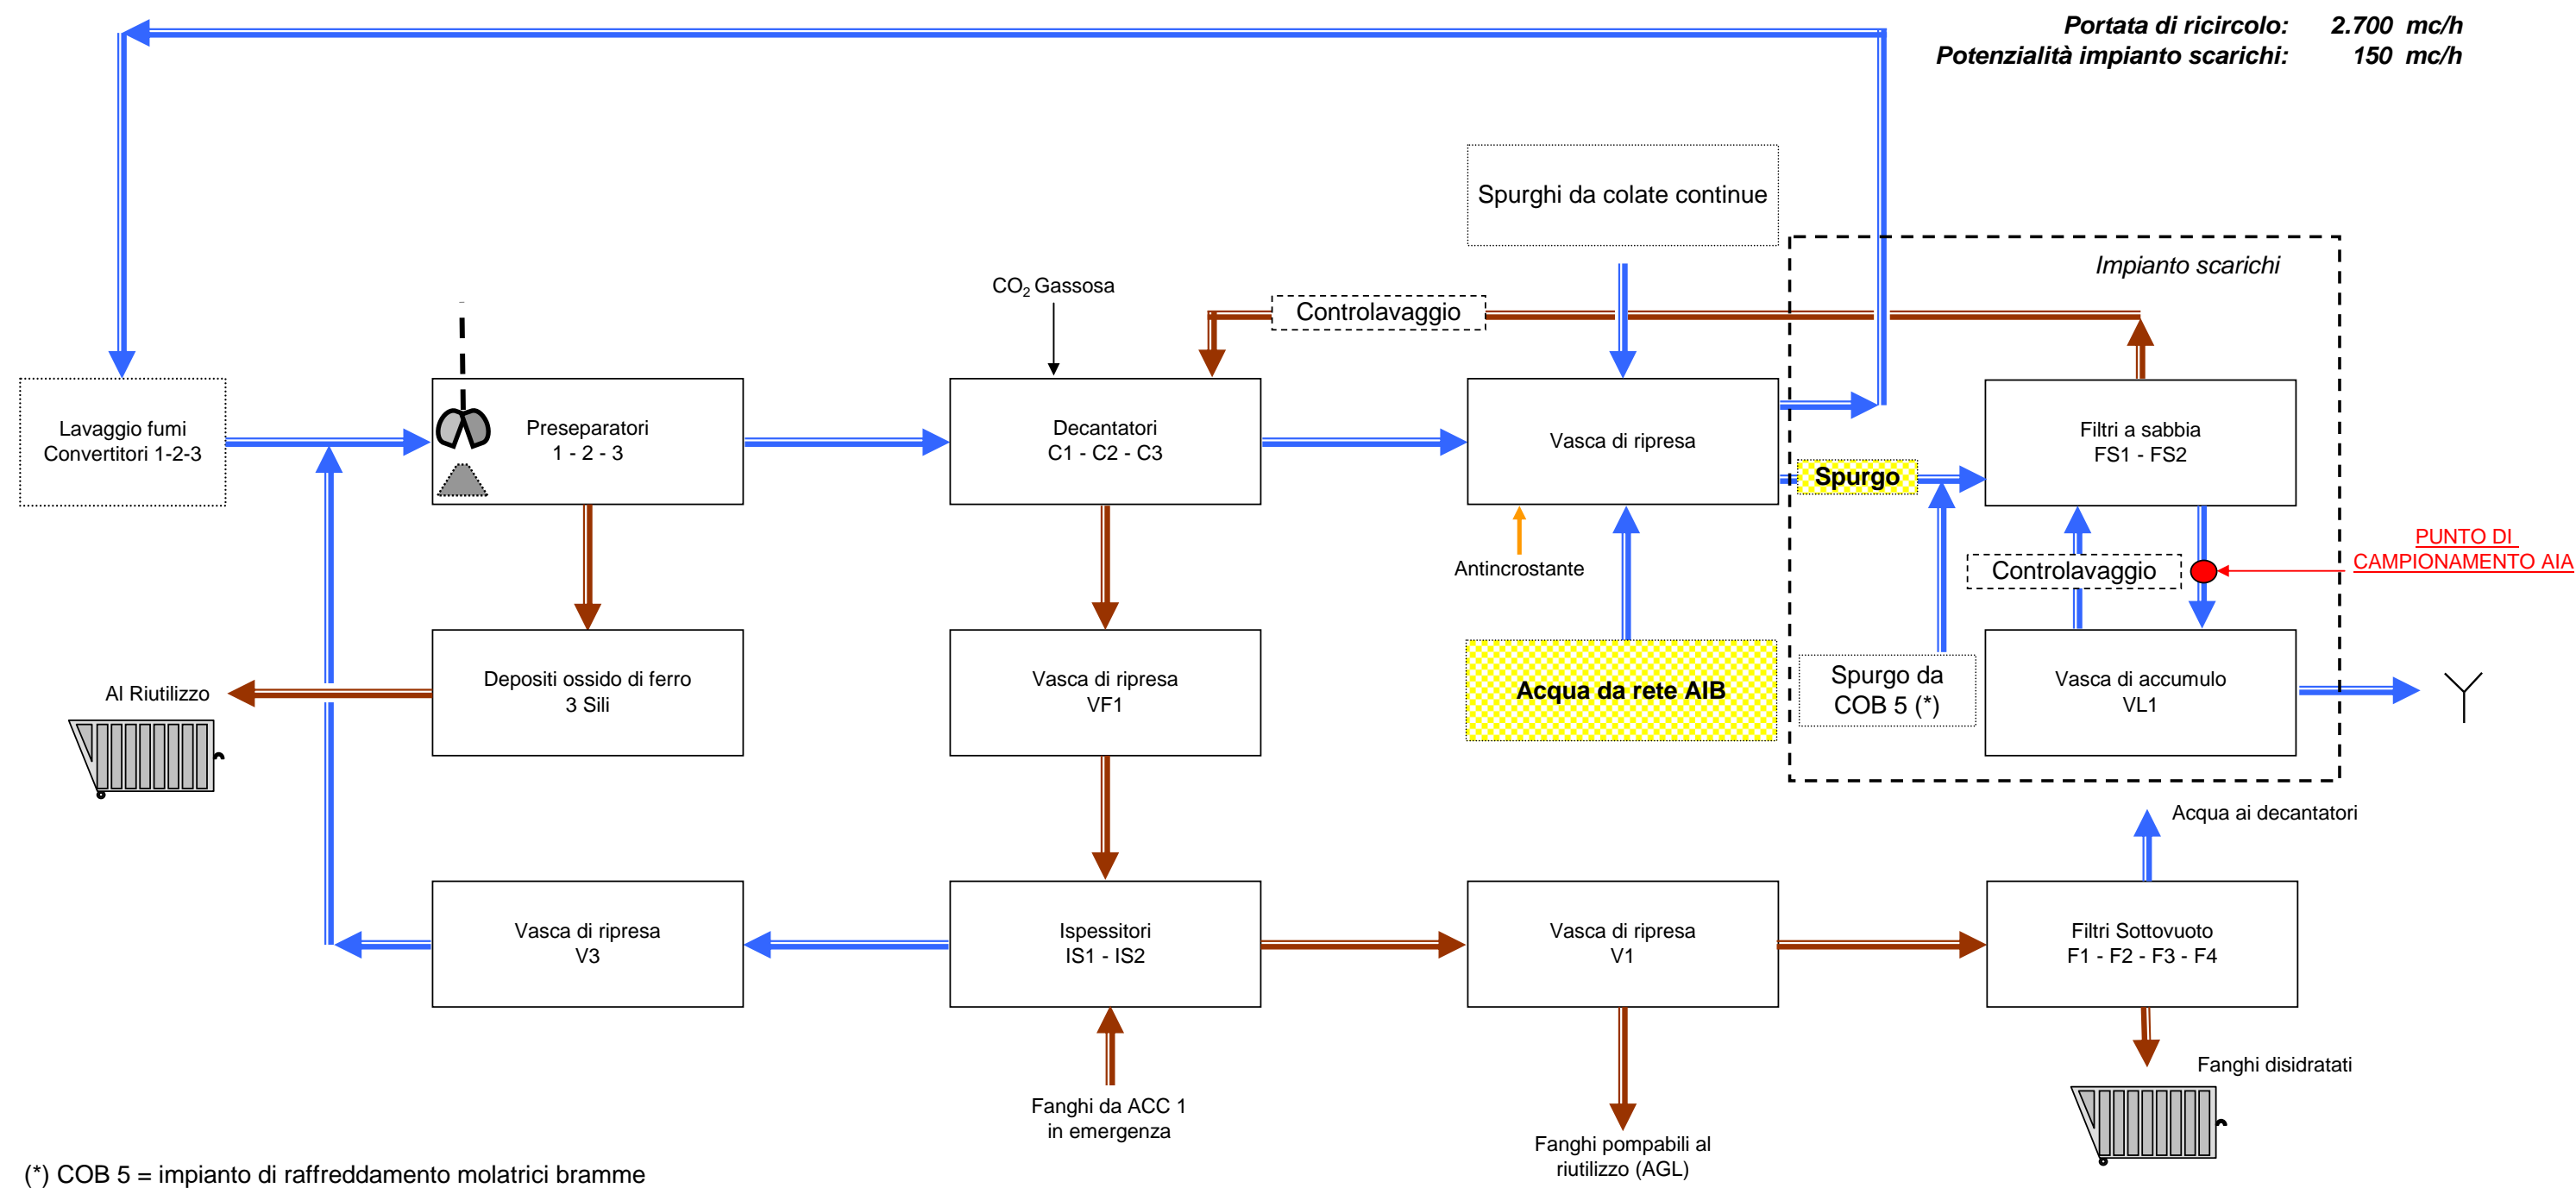 Portata di ricircolo: 2.700 mc/h
Potenzialità impianto scarichi: 150 mc/h
Spurghi da colate continue
Impianto scarichi
CO2 Gassosa
Controlavaggio
Lavaggio fumi
Convertitori 1-2-3
Preseparatori
1 - 2 - 3
Decantatori
C1 - C2 - C3
Vasca di ripresa
Spurgo
Filtri a sabbia
FS1 - FS2
Antincrostante
Controlavaggio
PUNTO DI
CAMPIONAMENTO AIA
Al Riutilizzo
Depositi ossido di ferro
3 Sili
Vasca di ripresa
VF1
Acqua da rete AIB
Spurgo da
COB 5 (*)
Vasca di accumulo
VL1
Acqua ai decantatori
Vasca di ripresa
V3
Ispessitori
IS1 - IS2
Vasca di ripresa
V1
Filtri Sottovuoto
F1 - F2 - F3 - F4
Fanghi da ACC 1
in emergenza
Fanghi pompabili al
riutilizzo (AGL)
Fanghi disidratati
(*) COB 5 = impianto di raffreddamento molatrici bramme